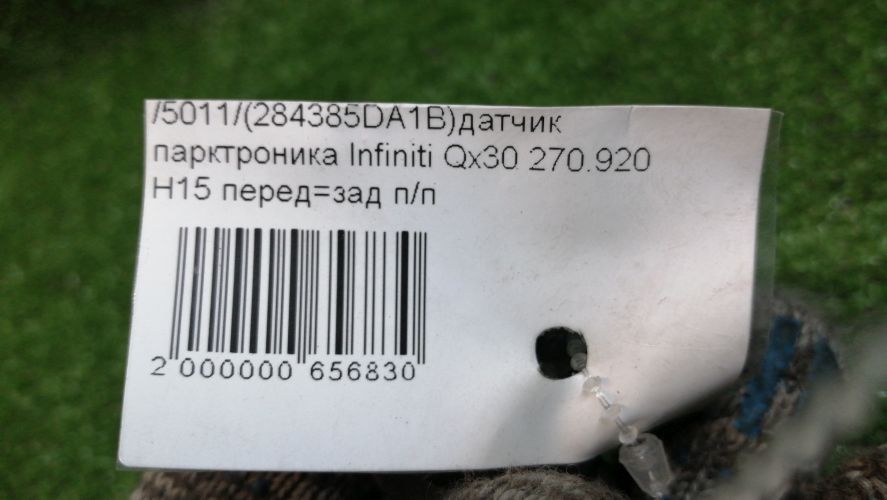 /5011/(284385DA1B)датчик
парктроника Infiniti Qx30 270.920
H15 перед=зад п/п
2 000000 656830